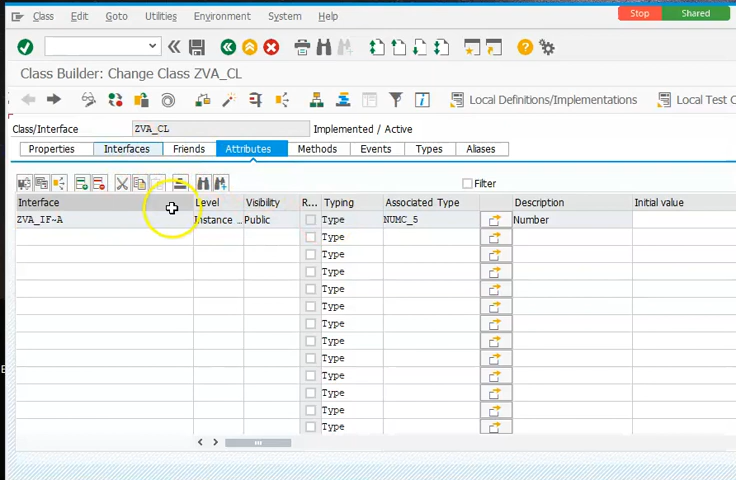 Class Edit Goto Utilities Environment System Help
Stop Shared
Class Builder: Change Class ZVA_CL
Local Definitions/Implementations Local Test C
Class/Interface ZVA_CL Implemented / Active
Properties Interfaces Friends Attributes Methods Events Types Aliases
Filter
Interface Level Visibility R... Typing Associated Type Description Initial value
ZVA_IF~A Instance ... Public Type NUMC_5 Number
Type
Type
Type
Type
Type
Type
Type
Type
Type
Type
Type
Type